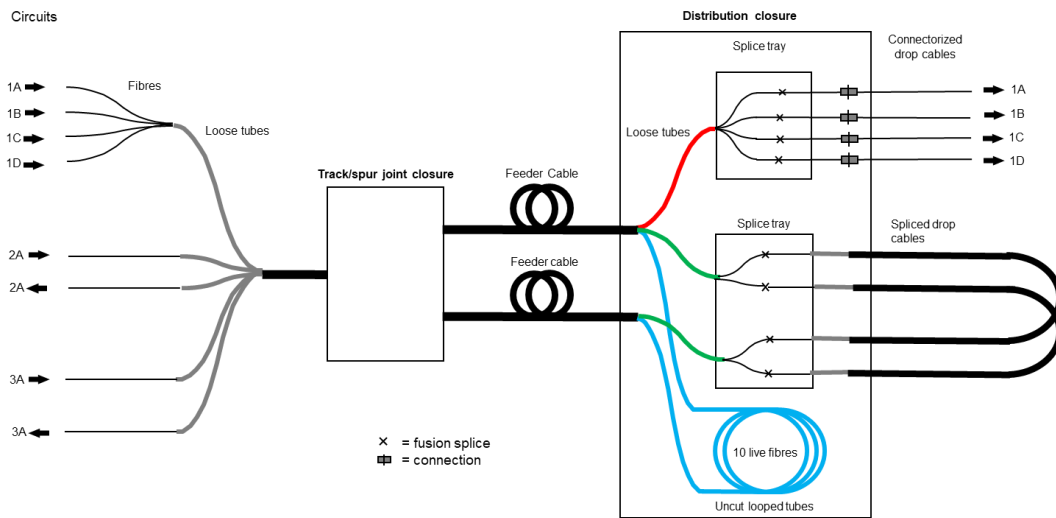 Circuits
Distribution closure
Splice tray
Connectorized
drop cables
1A
Fibres
1A
1B
1B
1C
Loose tubes
Loose tubes
1C
1D
1D
Track/spur joint closure
Feeder Cable
Splice tray
Spliced drop
cables
2A
Feeder cable
2A
3A
3A
× = fusion splice
= connection
10 live fibres
Uncut looped tubes